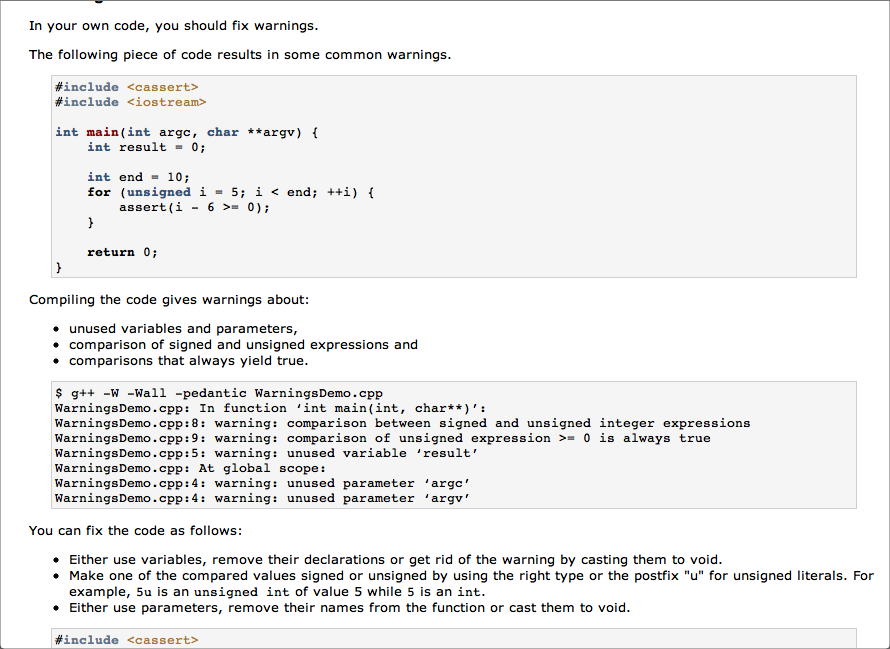 In your own code, you should fix warnings.
The following piece of code results in some common warnings.
#include <cassert>
#include <iostream>
int main(int argc, char **argv) {
    int result = 0;
    int end = 10;
    for (unsigned i = 5; i < end; ++i) {
        assert(i - 6 >= 0);
    }
    return 0;
}
Compiling the code gives warnings about:
• unused variables and parameters,
• comparison of signed and unsigned expressions and
• comparisons that always yield true.
$ g++ -W -Wall -pedantic WarningsDemo.cpp
WarningsDemo.cpp: In function ‘int main(int, char**)’:
WarningsDemo.cpp:8: warning: comparison between signed and unsigned integer expressions
WarningsDemo.cpp:9: warning: comparison of unsigned expression >= 0 is always true
WarningsDemo.cpp:5: warning: unused variable ‘result’
WarningsDemo.cpp: At global scope:
WarningsDemo.cpp:4: warning: unused parameter ‘argc’
WarningsDemo.cpp:4: warning: unused parameter ‘argv’
You can fix the code as follows:
• Either use variables, remove their declarations or get rid of the warning by casting them to void.
• Make one of the compared values signed or unsigned by using the right type or the postfix "u" for unsigned literals. For
example, 5u is an unsigned int of value 5 while 5 is an int.
• Either use parameters, remove their names from the function or cast them to void.
#include <cassert>